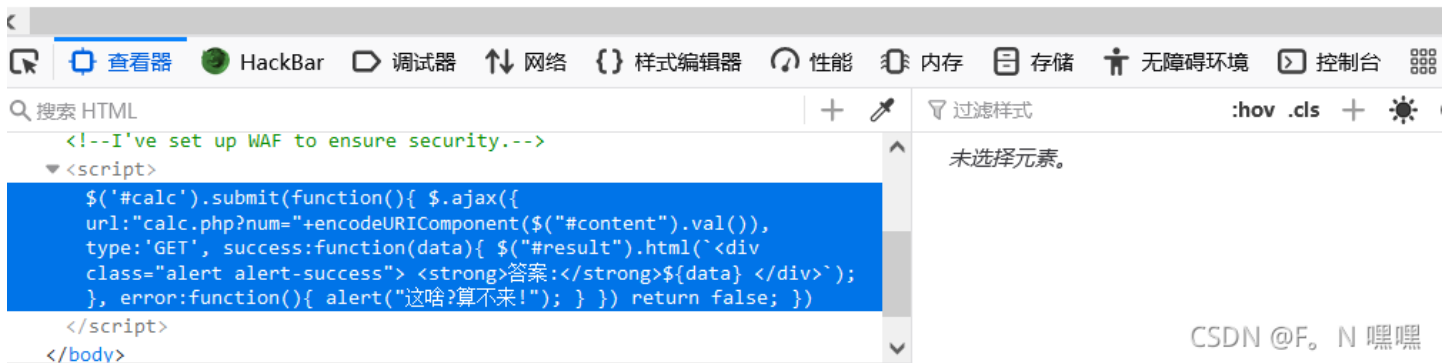 查看器 HackBar 调试器 网络 {} 样式编辑器 性能 内存 存储 无障碍环境 控制台
搜索 HTML
过滤样式 :hov .cls
<!--I've set up WAF to ensure security.-->
<script>
$('#calc').submit(function(){ $.ajax({
url:"calc.php?num="+encodeURIComponent($("#content").val()),
type:'GET', success:function(data){ $("#result").html(`<div
class="alert alert-success"> <strong>答案:</strong>${data} </div>`);
}, error:function(){ alert("这啥?算不来!"); } }) return false; })
</script>
</body>
未选择元素。
CSDN @F。N 嘿嘿